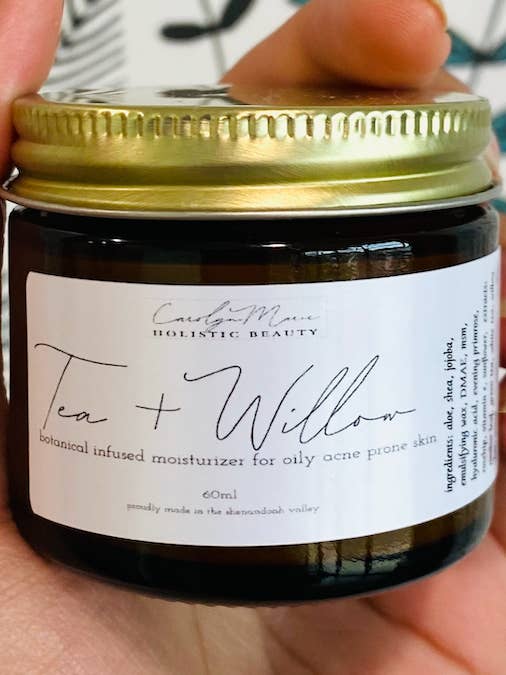 Carolyn Marie
HOLISTIC BEAUTY
Tea + Willow
botanical infused moisturizer for oily acne prone skin
60ml
proudly made in the shenandoah valley
ingredients: aloe, shea, jojoba,
emulsifying wax, DMAE, msm,
hyaluronic acid, evening primrose,
rosehip, vitamin e, sunflower, extracts: